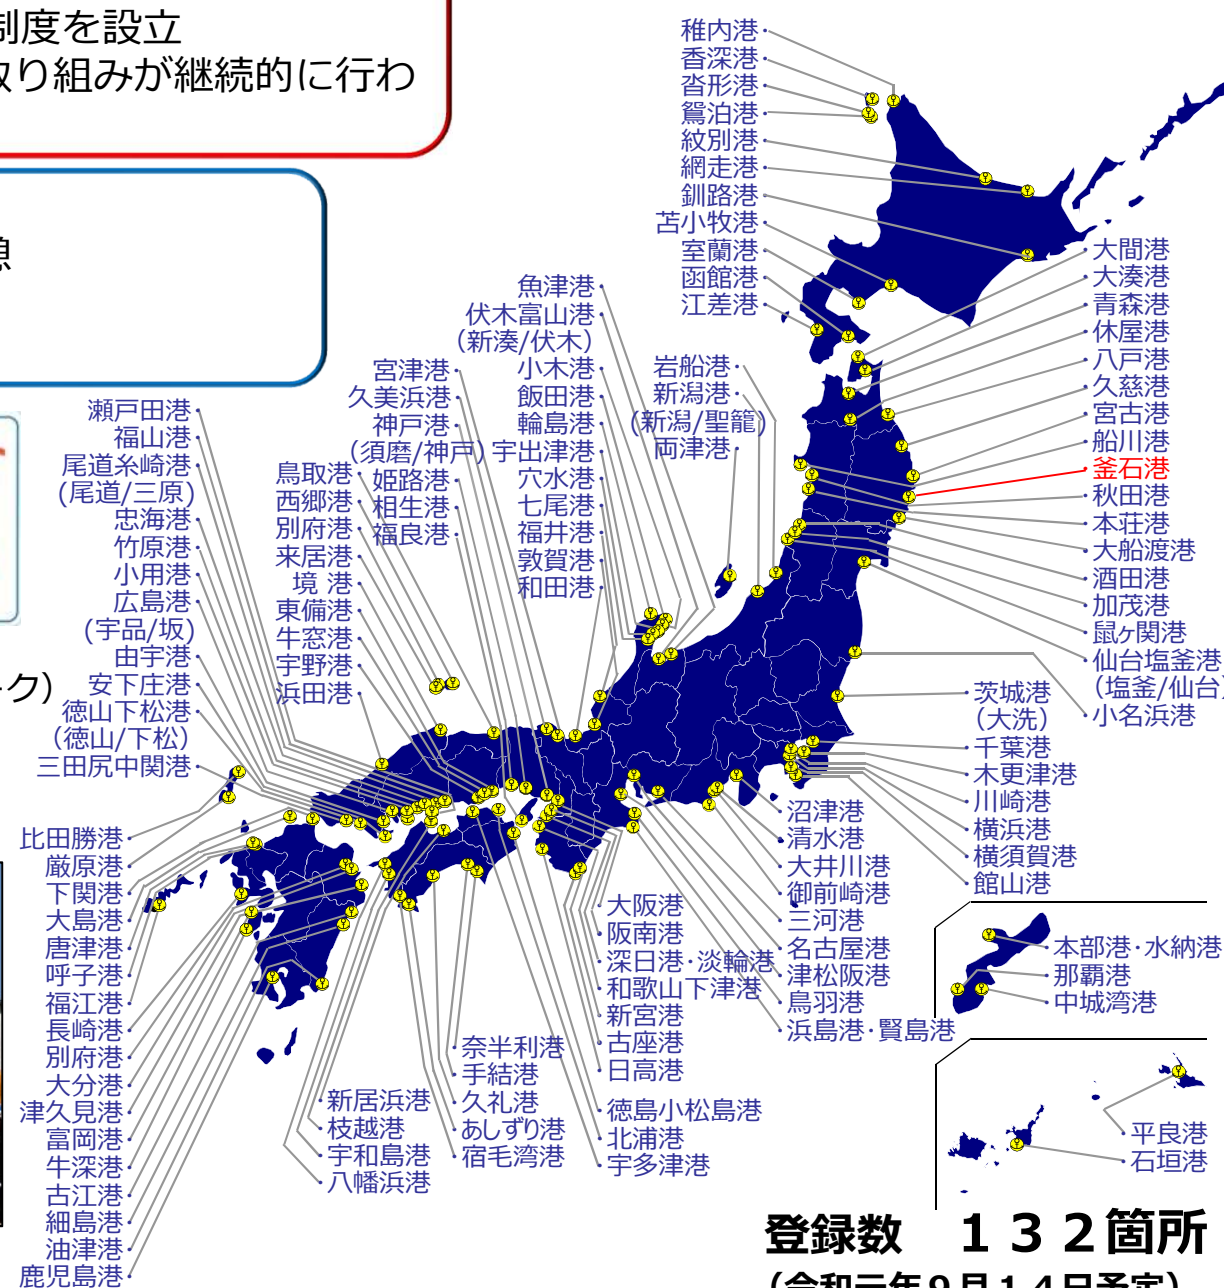 制度を設立
取り組みが継続的に行わ
憩
ーク)
稚内港
香深港
沓形港
鴛泊港
紋別港
網走港
釧路港
苫小牧港
室蘭港
函館港
江差港
大間港
大湊港
青森港
休屋港
八戸港
久慈港
宮古港
船川港
釜石港
秋田港
本荘港
大船渡港
酒田港
加茂港
鼠ヶ関港
仙台塩釜港
(塩釜/仙台)
小名浜港
岩船港
新潟港
(新潟/聖籠)
両津港
魚津港
伏木富山港
(新湊/伏木)
小木港
飯田港
輪島港
宇出津港
穴水港
七尾港
福井港
敦賀港
和田港
宮津港
久美浜港
神戸港
(須磨/神戸)
姫路港
相生港
福良港
鳥取港
西郷港
別府港
来居港
境 港
東備港
牛窓港
宇野港
浜田港
瀬戸田港
福山港
尾道糸崎港
(尾道/三原)
忠海港
竹原港
小用港
広島港
(宇品/坂)
由宇港
安下庄港
徳山下松港
(徳山/下松)
三田尻中関港
比田勝港
厳原港
下関港
大島港
唐津港
呼子港
福江港
長崎港
別府港
大分港
津久見港
富岡港
牛深港
古江港
細島港
油津港
鹿児島港
新居浜港
枝越港
宇和島港
八幡浜港
奈半利港
手結港
久礼港
あしずり港
宿毛湾港
大阪港
阪南港
深日港・淡輪港
和歌山下津港
新宮港
古座港
日高港
徳島小松島港
北浦港
宇多津港
茨城港
(大洗)
千葉港
木更津港
川崎港
横浜港
横須賀港
館山港
沼津港
清水港
大井川港
御前崎港
三河港
名古屋港
津松阪港
鳥羽港
浜島港・賢島港
本部港・水納港
那覇港
中城湾港
平良港
石垣港
登録数 132箇所
(令和元年9月14日予定)